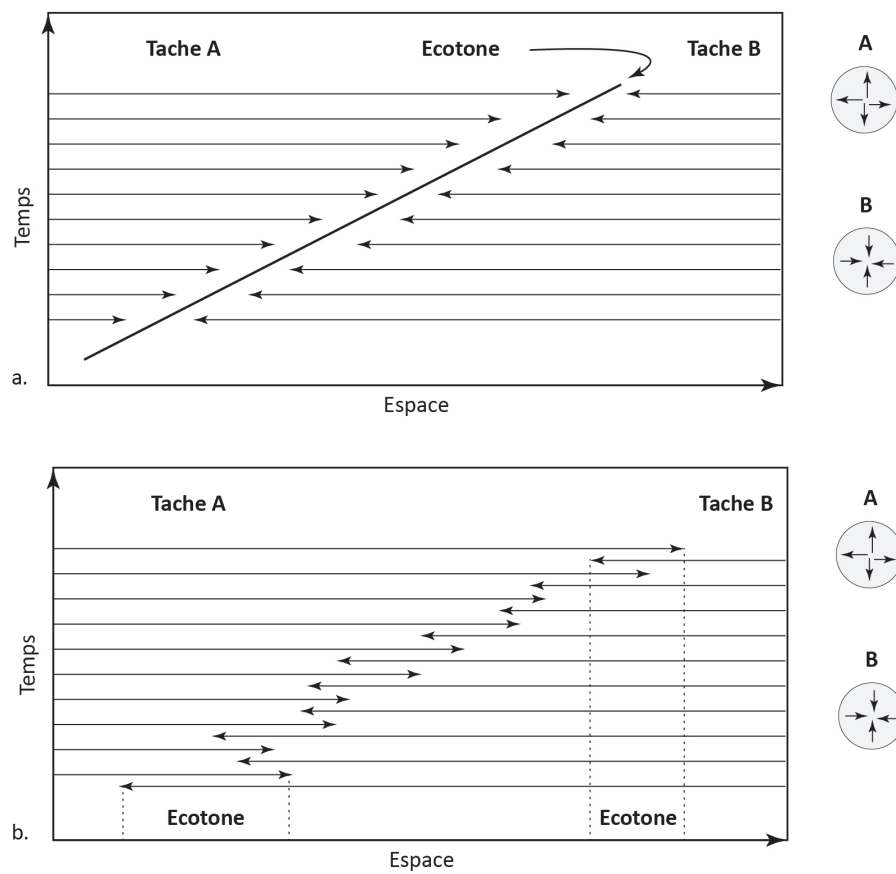 Tache A Ecotone Tache B
A
B
Temps
a.
Espace
Tache A Tache B
A
B
Temps
Ecotone Ecotone
b.
Espace